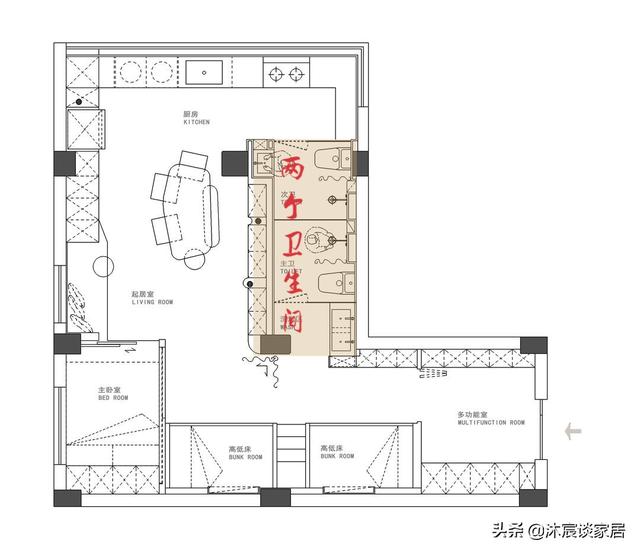 厨房
KITCHEN
次卫
两个卫生间
主卫
TOILET
起居室
LIVING ROOM
主卧室
BED ROOM
多功能室
MULTIFUNCTION ROOM
高低床
BUNK ROOM
高低床
BUNK ROOM
头条 @沐宸谈家居